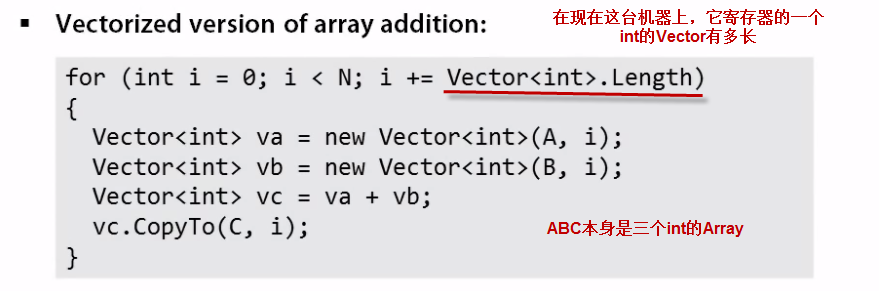 ▪ Vectorized version of array addition:
在现在这台机器上，它寄存器的一个
int的Vector有多长
for (int i = 0; i < N; i += Vector<int>.Length)
{
  Vector<int> va = new Vector<int>(A, i);
  Vector<int> vb = new Vector<int>(B, i);
  Vector<int> vc = va + vb;
  vc.CopyTo(C, i);
ABC本身是三个int的Array
}